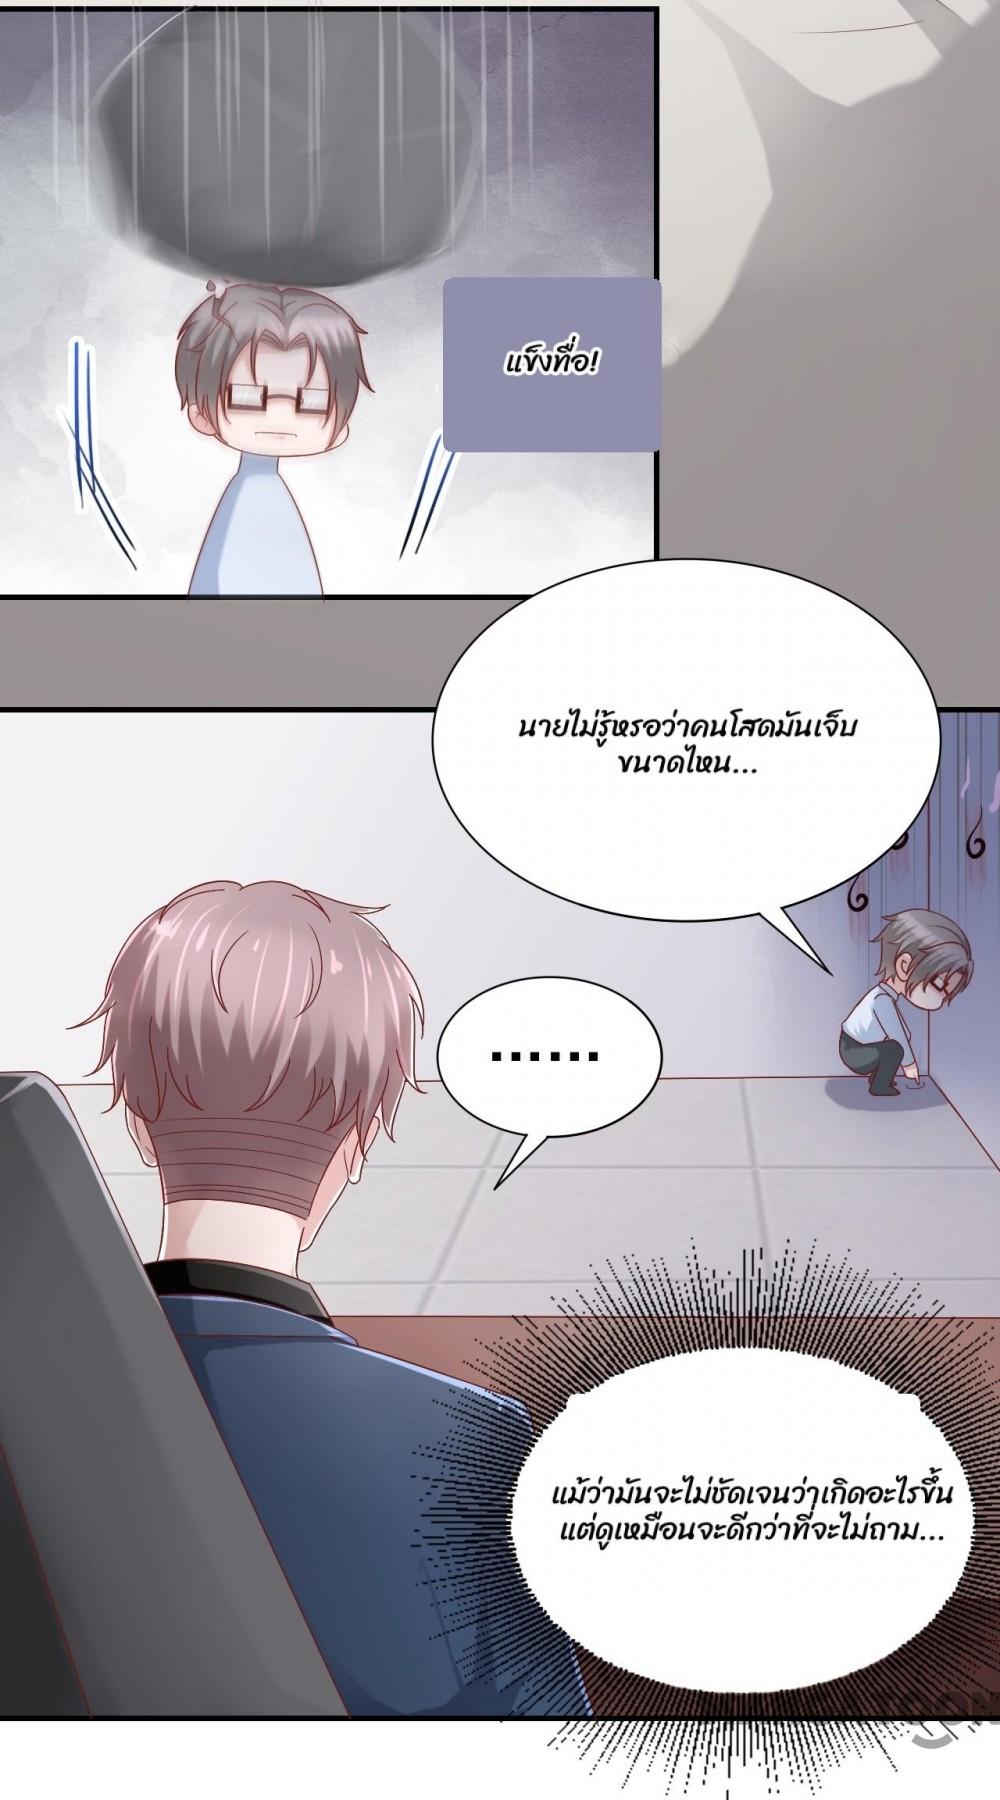 แข็งทื่อ!
นายไม่รู้หรอว่าคนโสดมันเจ็บ
ขนาดไหน...
......
แม้ว่ามันจะไม่ชัดเจนว่าเกิดอะไรขึ้น
แต่ดูเหมือนจะดีกว่าที่จะไม่ถาม...